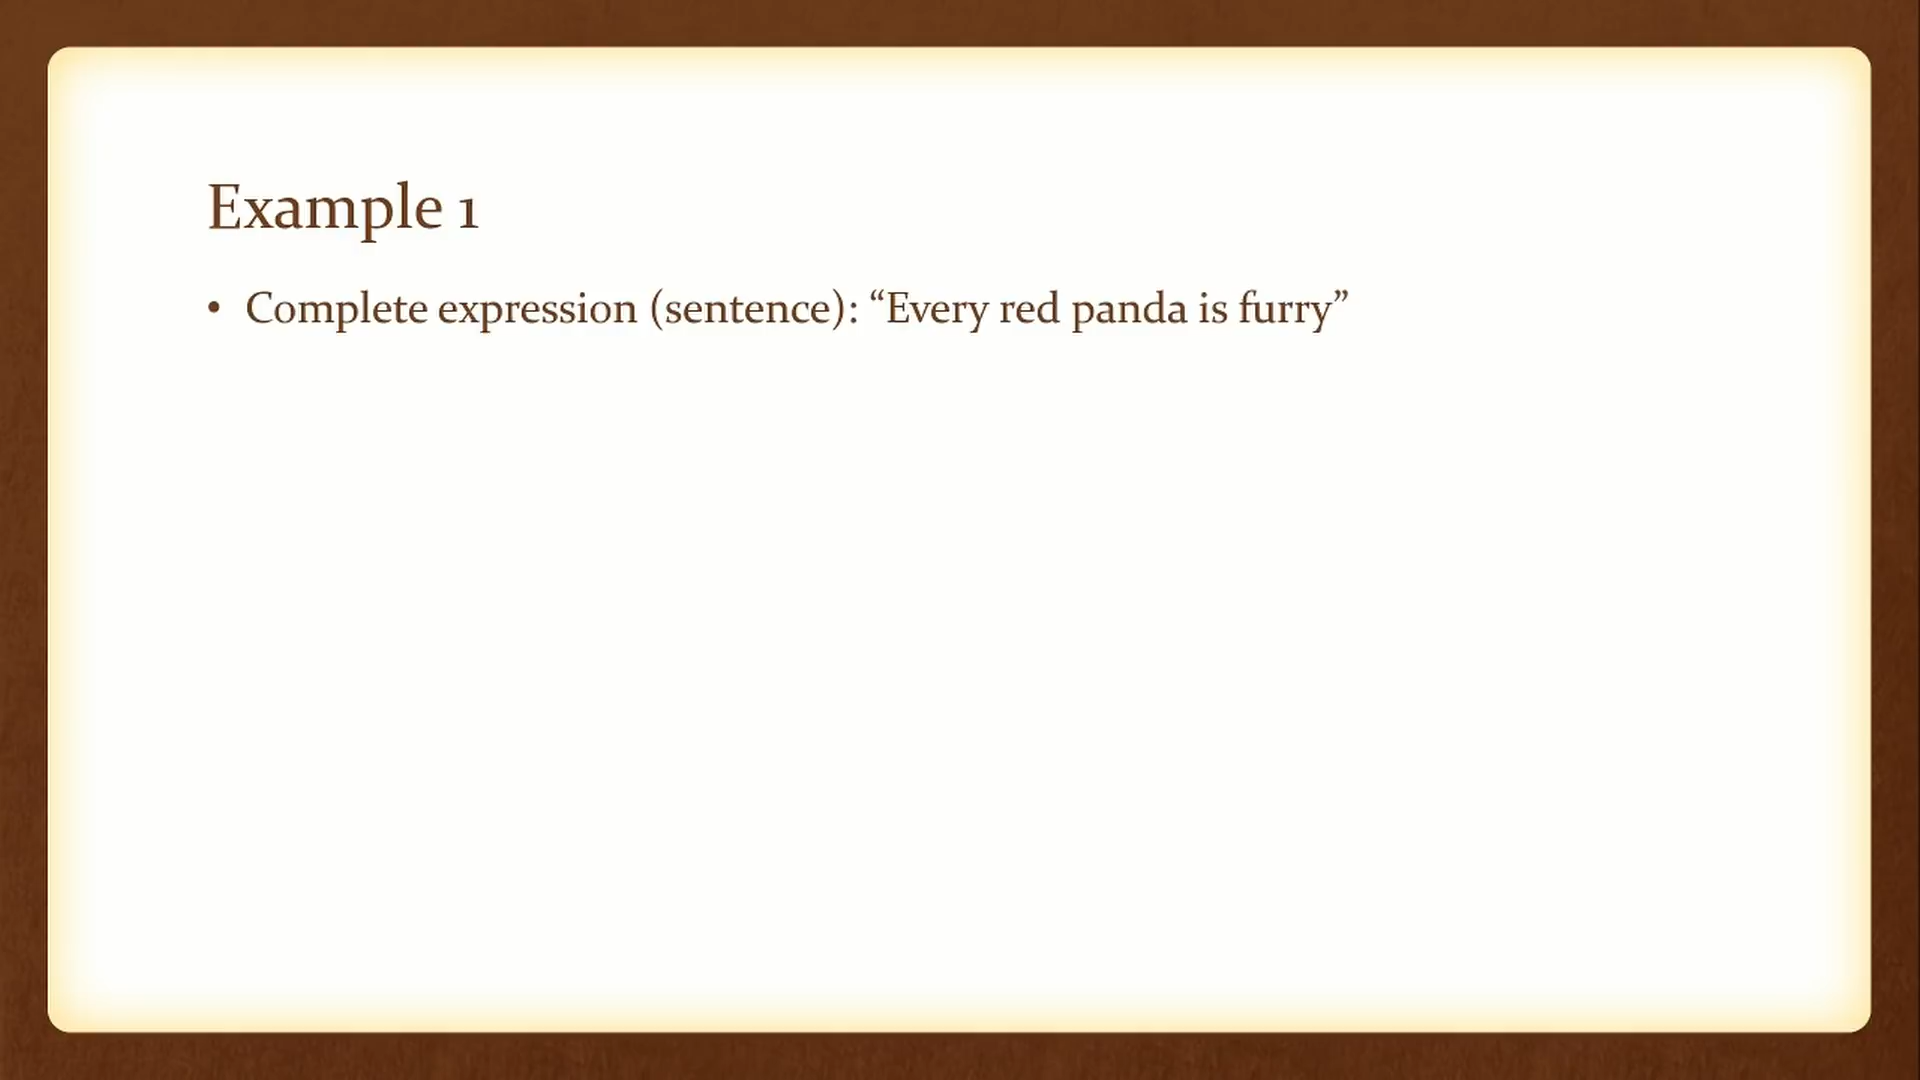 Example 1
• Complete expression (sentence): “Every red panda is furry”